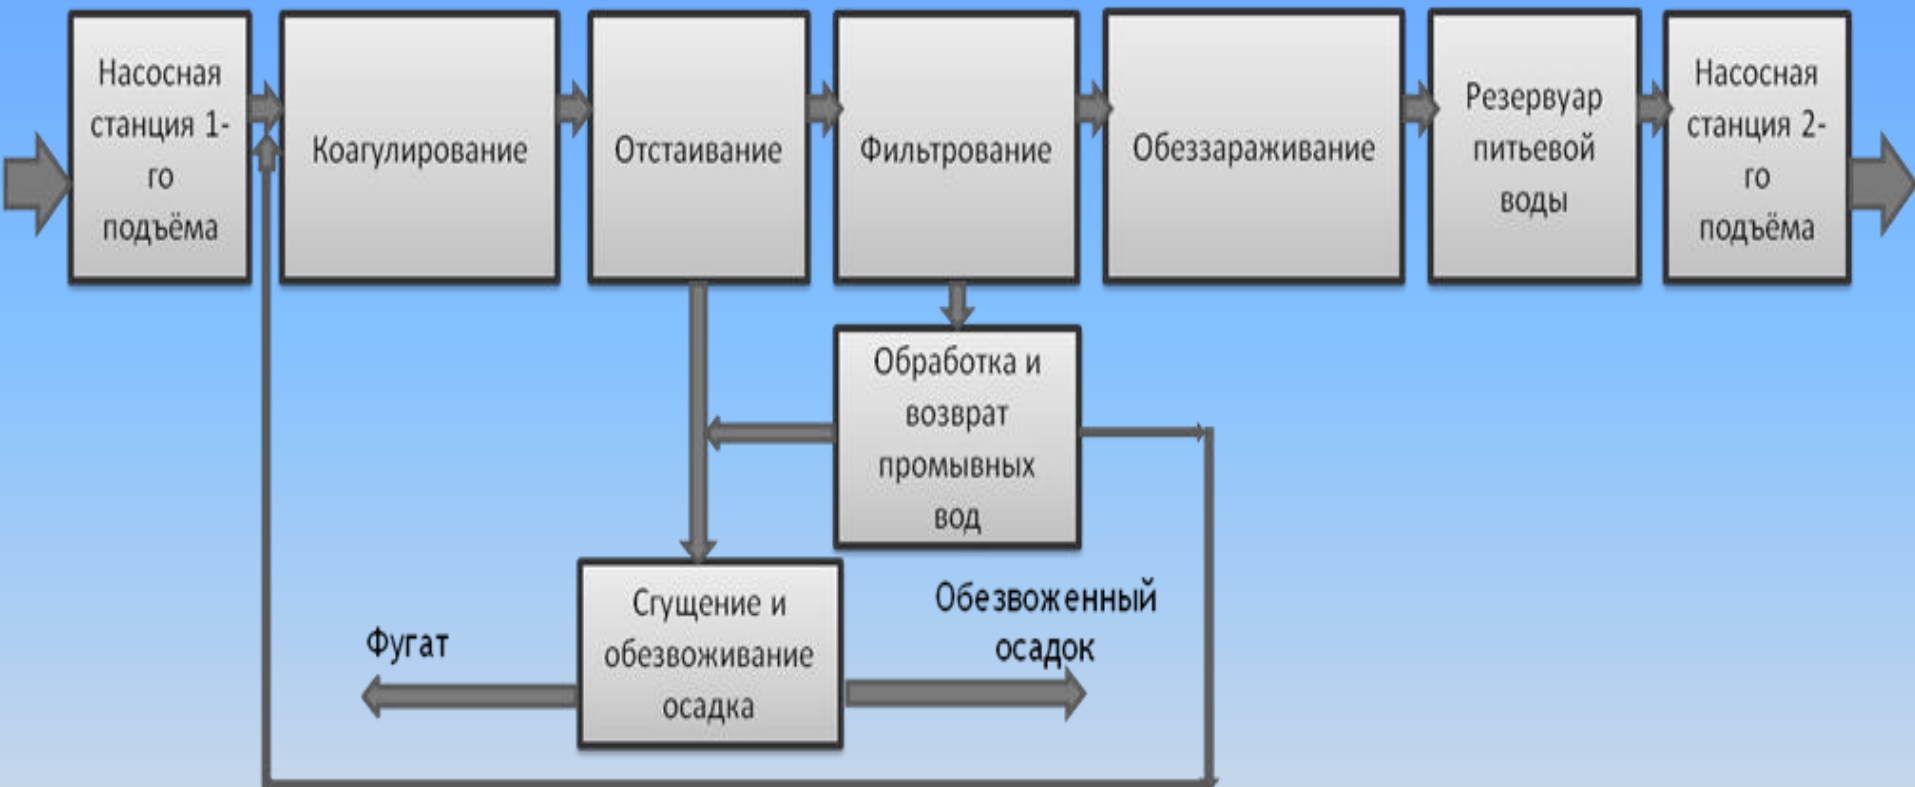 Насосная
станция 1-
го
подъёма
Коагулирование
Отстаивание
Фильтрование
Обеззараживание
Резервуар
питьевой
воды
Насосная
станция 2-
го
подъёма
Обработка и
возврат
промывных
вод
Сгущение и
обезвоживание
осадка
Фугат
Обезвоженный
осадок